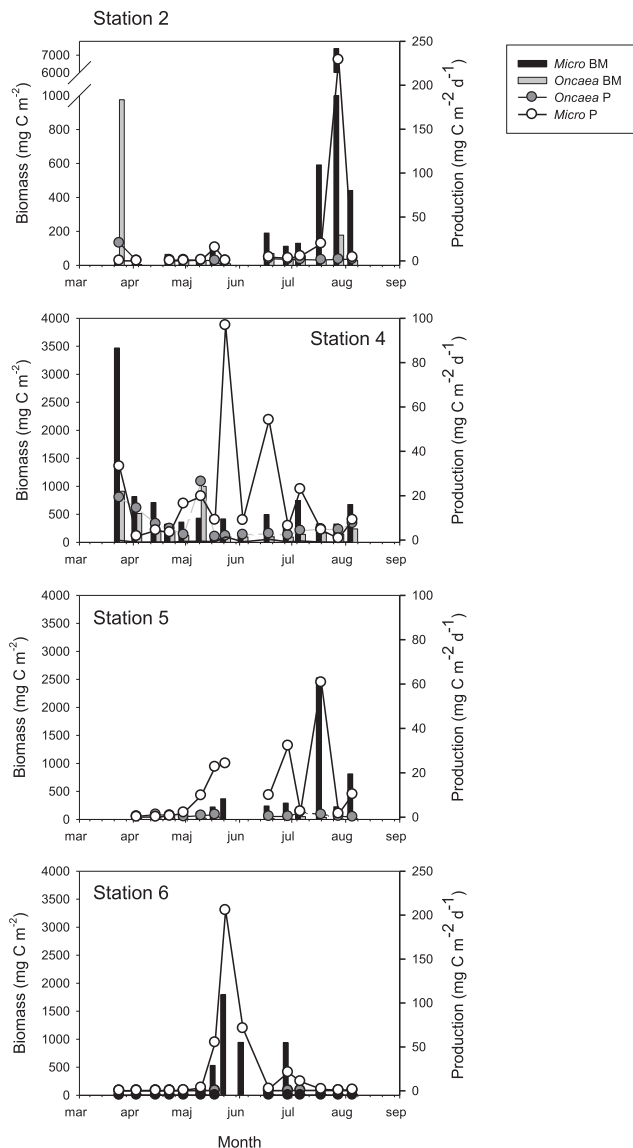 Station 2
Micro BM
Oncaea BM
Oncaea P
Micro P
Biomass (mg C m-2)
7000
6000
1000
800
600
400
200
0
250
200
150
100
50
0
Production (mg C m-2 d-1)
mar apr maj jun jul aug sep
Station 4
Biomass (mg C m-2)
4000
3500
3000
2500
2000
1500
1000
500
0
100
80
60
40
20
0
Production (mg C m-2 d-1)
mar apr maj jun jul aug sep
Station 5
Biomass (mg C m-2)
4000
3500
3000
2500
2000
1500
1000
500
0
100
80
60
40
20
0
Production (mg C m-2 d-1)
mar apr maj jun jul aug sep
Station 6
Biomass (mg C m-2)
4000
3500
3000
2500
2000
1500
1000
500
0
250
200
150
100
50
0
Production (mg C m-2 d-1)
mar apr maj jun jul aug sep
Month